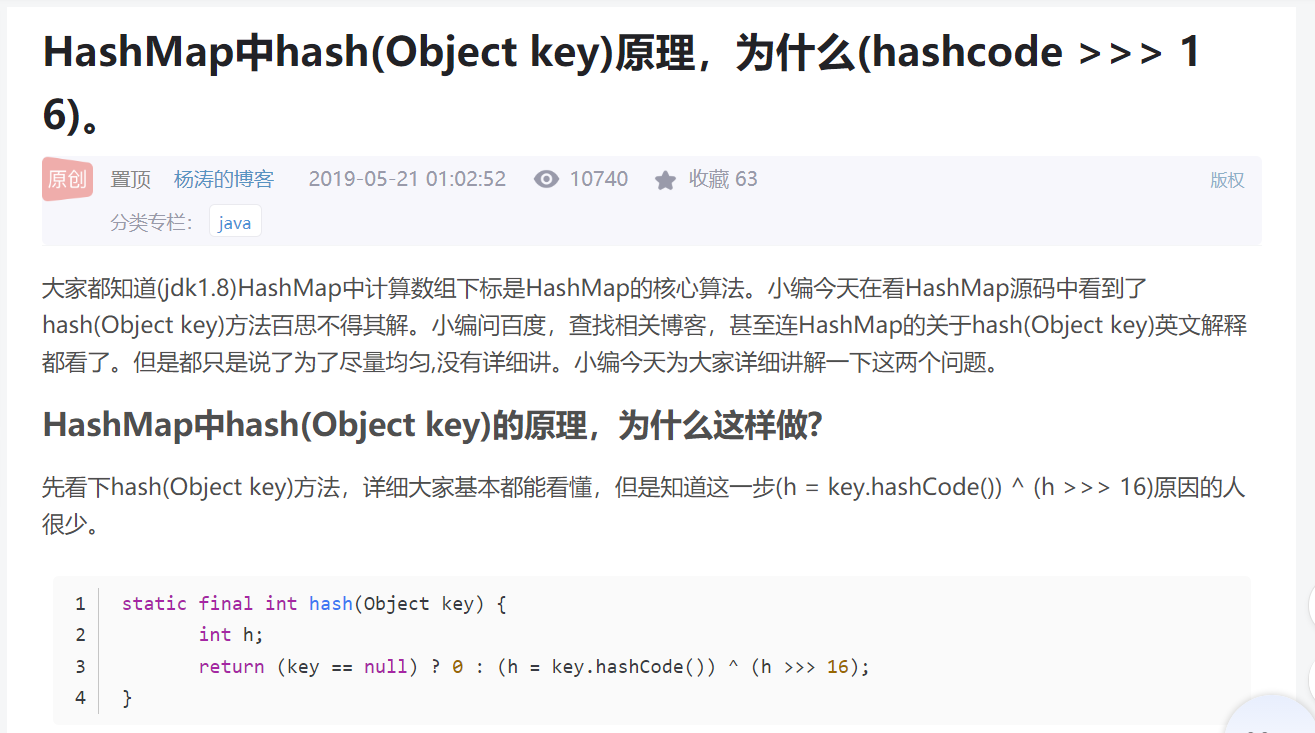 HashMap中hash(Object key)原理，为什么(hashcode >>> 1
6)。
原创 置顶 杨涛的博客 2019-05-21 01:02:52 10740 收藏 63 版权
分类专栏： java
大家都知道(jdk1.8)HashMap中计算数组下标是HashMap的核心算法。小编今天在看HashMap源码中看到了
hash(Object key)方法百思不得其解。小编问百度，查找相关博客，甚至连HashMap的关于hash(Object key)英文解释
都看了。但是都只是说了为了尽量均匀,没有详细讲。小编今天为大家详细讲解一下这两个问题。
HashMap中hash(Object key)的原理，为什么这样做?
先看下hash(Object key)方法，详细大家基本都能看懂，但是知道这一步(h = key.hashCode()) ^ (h >>> 16)原因的人
很少。
1 static final int hash(Object key) {
2 int h;
3 return (key == null) ? 0 : (h = key.hashCode()) ^ (h >>> 16);
4 }